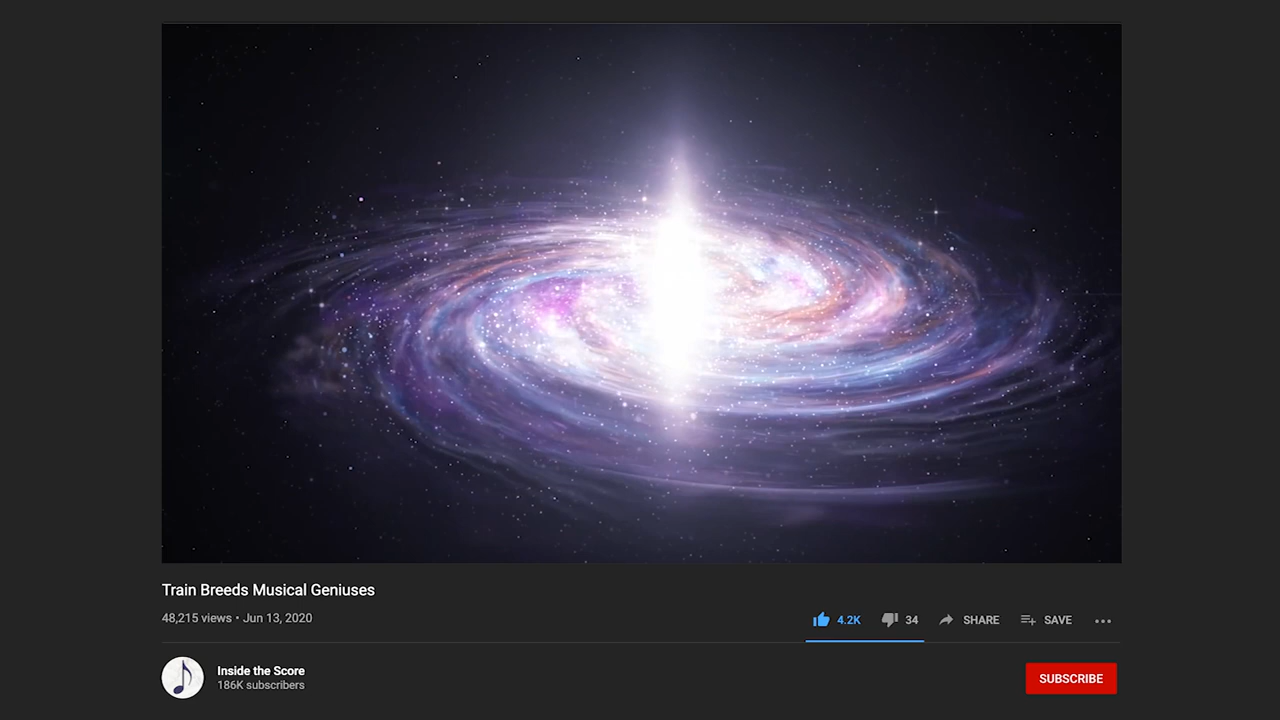 Train Breeds Musical Geniuses
48,215 views • Jun 13, 2020
4.2K 34 SHARE SAVE
Inside the Score
186K subscribers
SUBSCRIBE